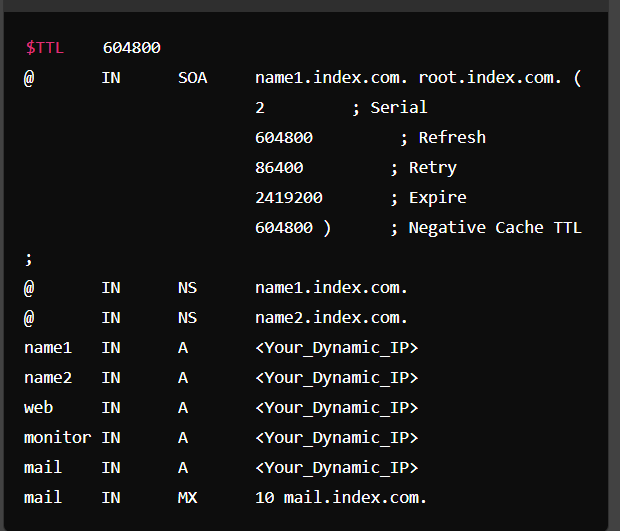 $TTL    604800
@       IN      SOA     name1.index.com. root.index.com. (
                        2         ; Serial
                        604800         ; Refresh
                        86400         ; Retry
                        2419200       ; Expire
                        604800 )      ; Negative Cache TTL
;
@       IN      NS      name1.index.com.
@       IN      NS      name2.index.com.
name1   IN      A       <Your_Dynamic_IP>
name2   IN      A       <Your_Dynamic_IP>
web     IN      A       <Your_Dynamic_IP>
monitor IN      A       <Your_Dynamic_IP>
mail    IN      A       <Your_Dynamic_IP>
mail    IN      MX      10 mail.index.com.